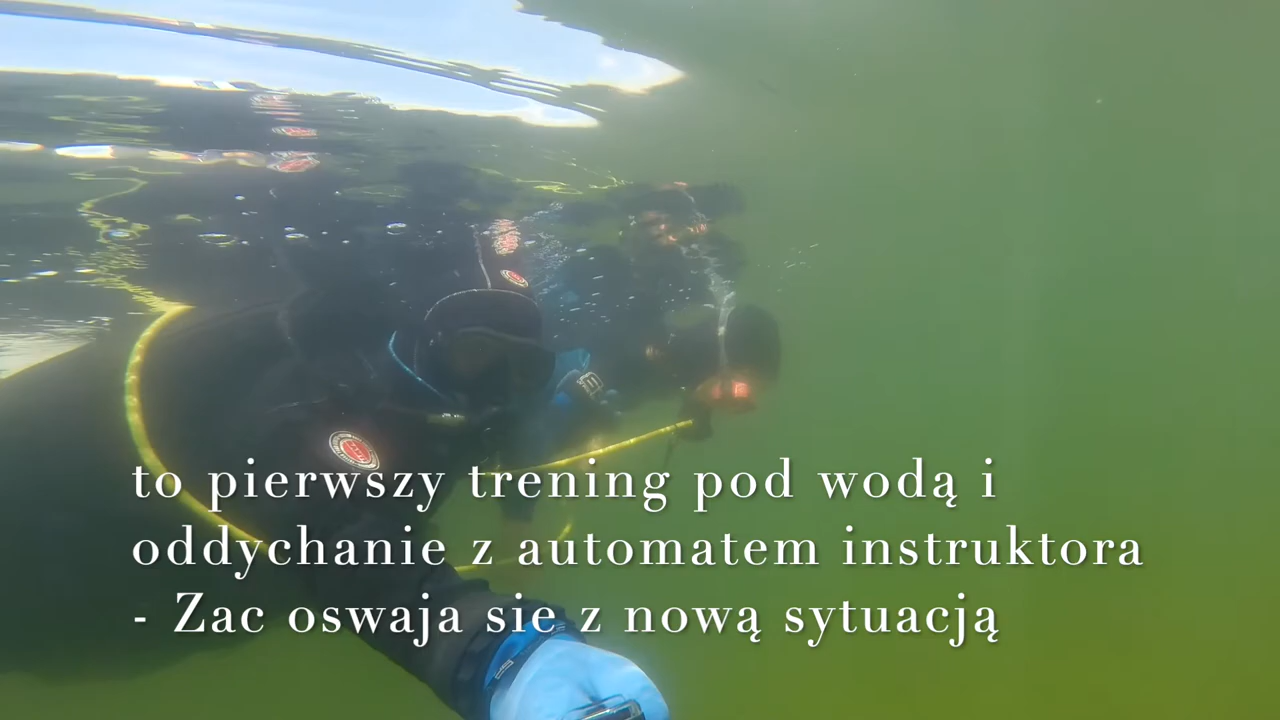 to pierwszy trening pod wodą i
oddychanie z automatem instruktora
- Zac oswaja sie z nową sytuacją